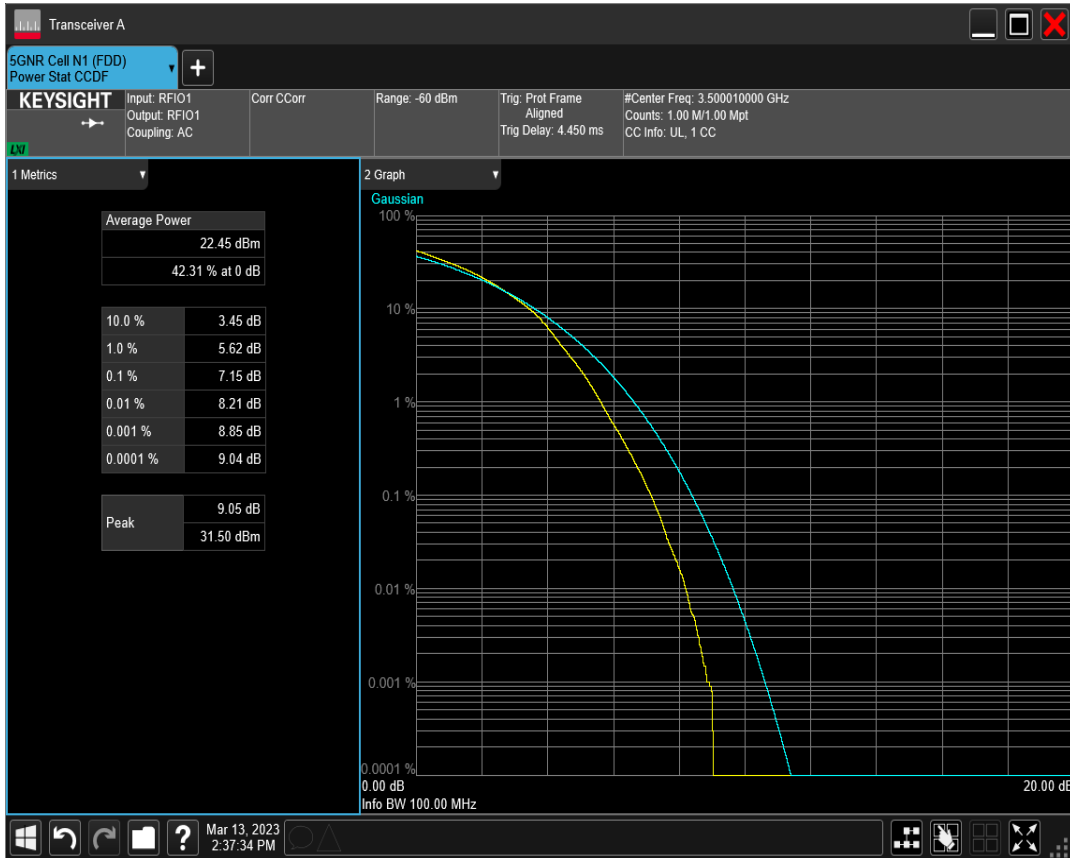 Transceiver A
5GNR Cell N1 (FDD)
Power Stat CCDF
+
KEYSIGHT
LXI
Input: RFIO1
Output: RFIO1
Coupling: AC
Corr CCorr
Range: -60 dBm
Trig: Prot Frame
Aligned
Trig Delay: 4.450 ms
#Center Freq: 3.500010000 GHz
Counts: 1.00 M/1.00 Mpt
CC Info: UL, 1 CC
1 Metrics
Average Power
22.45 dBm
42.31 % at 0 dB
10.0 % 3.45 dB
1.0 % 5.62 dB
0.1 % 7.15 dB
0.01 % 8.21 dB
0.001 % 8.85 dB
0.0001 % 9.04 dB
Peak
9.05 dB
31.50 dBm
2 Graph
Gaussian
100 %
10 %
1 %
0.1 %
0.01 %
0.001 %
0.0001 %
0.00 dB 20.00 dB
Info BW 100.00 MHz
?
Mar 13, 2023
2:37:34 PM